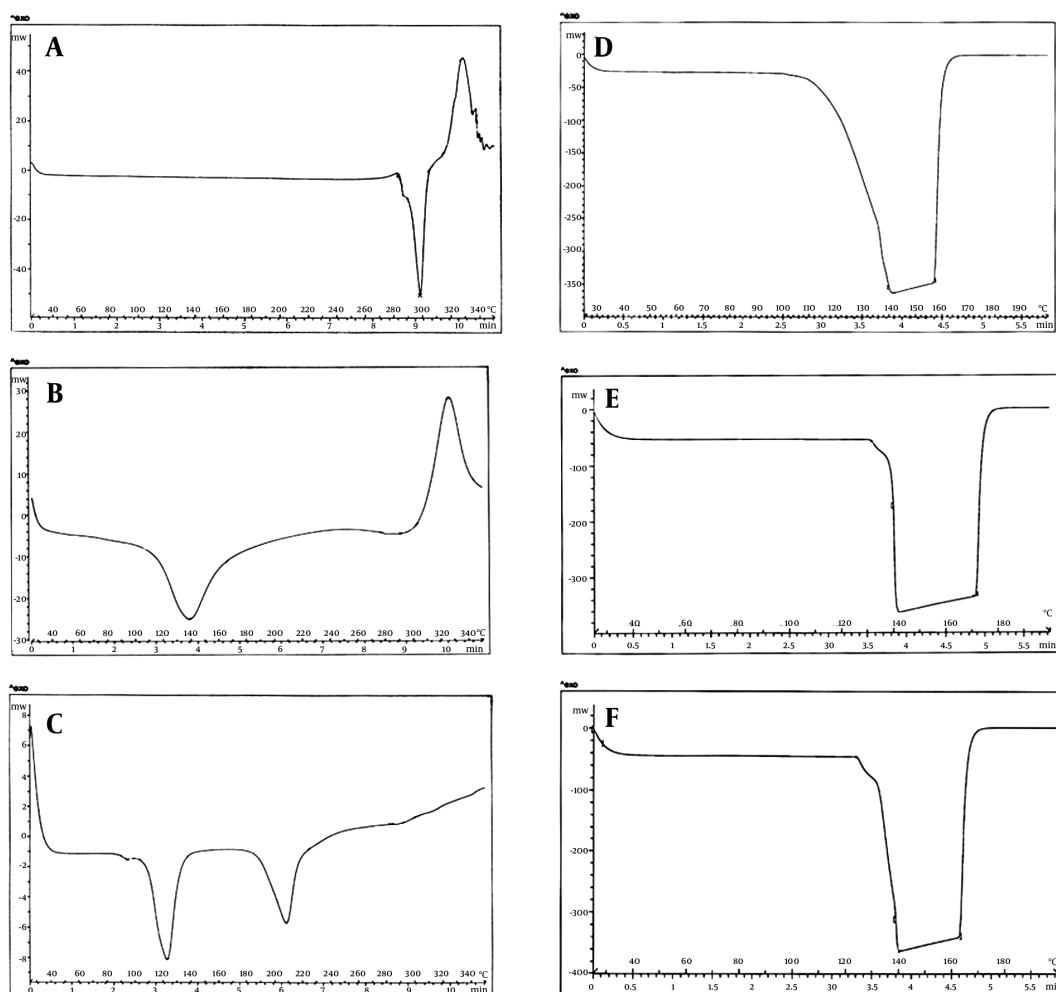 ^exo
mw
A
40
20
0
-20
-40
40 60 80 100 120 140 160 180 200 220 240 260 280 300 320 340 °C
0 1 2 3 4 5 6 7 8 9 10 min
^exo
mw
B
30
20
10
0
-10
-20
-30
40 60 80 100 120 140 160 180 200 220 240 260 280 300 320 340 °C
0 1 2 3 4 5 6 7 8 9 10 min
^exo
mw
C
8
6
4
2
0
-2
-4
-6
-8
40 60 80 100 120 140 160 180 200 220 240 260 280 300 320 340 °C
0 1 2 3 4 5 6 7 8 9 10 min
^exo
mw
D
0
-50
-100
-150
-200
-250
-300
-350
30 40 50 60 70 80 90 100 110 120 130 140 150 160 170 180 190 °C
0 0.5 1 1.5 2 2.5 30 3.5 4 4.5 5 5.5 min
^exo
mw
E
0
-100
-200
-300
°C
40 .60 .80 .100 .120 140 160 180
0 0.5 1 1.5 2 2.5 30 3.5 4 4.5 5 5.5 min
^exo
mw
F
0
-100
-200
-300
-400
40 60 80 100 120 140 160 180 °C
0 0.5 1 1.5 2 2.5 30 3.5 4 4.5 5 5.5 min